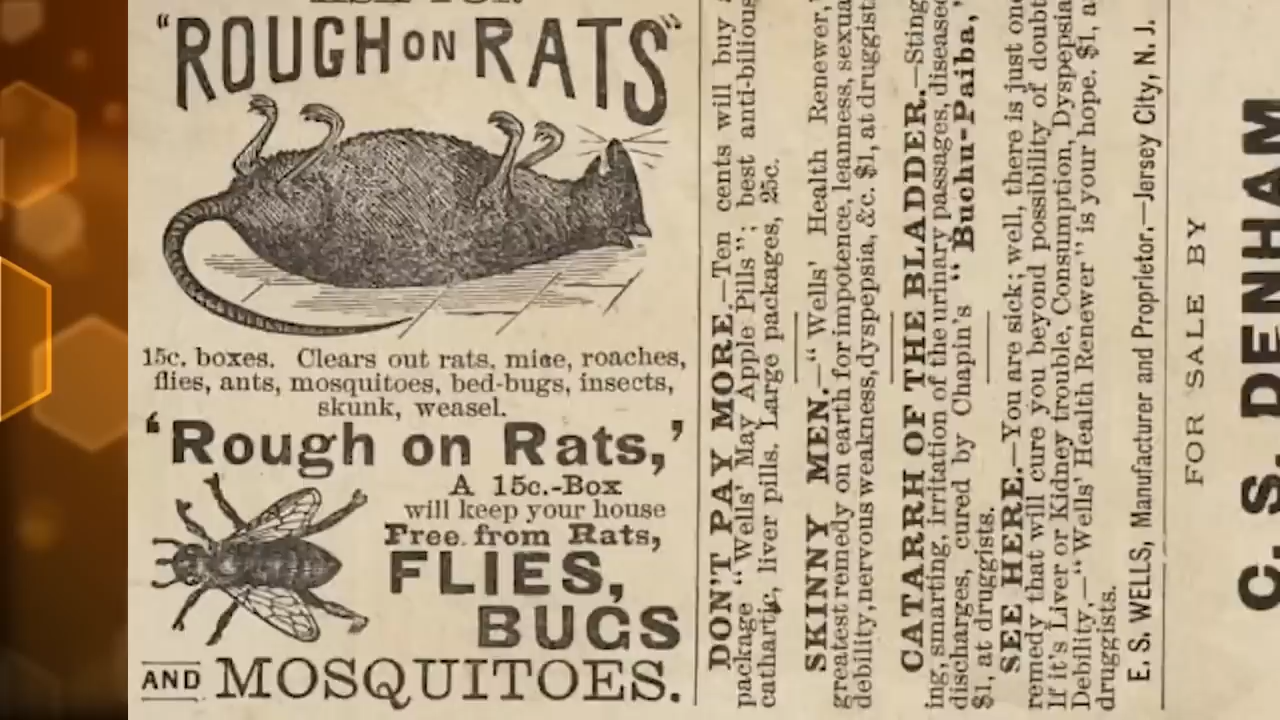 "ROUGH ON RATS"
15c. boxes. Clears out rats, mice, roaches,
flies, ants, mosquitoes, bed-bugs, insects,
skunk, weasel.
'Rough on Rats,'
A 15c.-Box
will keep your house
Free from Rats,
FLIES,
BUGS
AND MOSQUITOES.
DON'T PAY MORE.—Ten cents will buy a
package "Wells' May Apple Pills"; best anti-bilious
cathartic, liver pills. Large packages, 25c.
SKINNY MEN.—"Wells' Health Renewer,"
greatest remedy on earth for impotence, leanness, sexua
debility, nervous weakness, dyspepsia, &c. $1, at druggist
CATARRH OF THE BLADDER.—Sting
ing, smarting, irritation of the urinary passages, disease
discharges, cured by Chapin's "Buchu-Paiba,"
$1, at druggists.
SEE HERE.—You are sick; well, there is just one
remedy that will cure you beyond possibility of doubt
If it's Liver or Kidney trouble, Consumption, Dyspepsia
Debility,—"Wells' Health Renewer" is your hope. $1, a
druggists.
E. S. WELLS, Manufacturer and Proprietor.—Jersey City, N. J.
FOR SALE BY
C. S. DENHAM